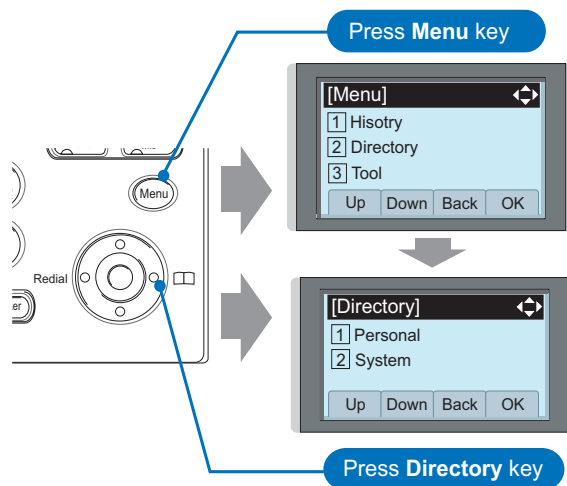 Press Menu key
[Menu]
1 Hisotry
2 Directory
3 Tool
Up Down Back OK
Menu
Redial
er
[Directory]
1 Personal
2 System
Up Down Back OK
Press Directory key